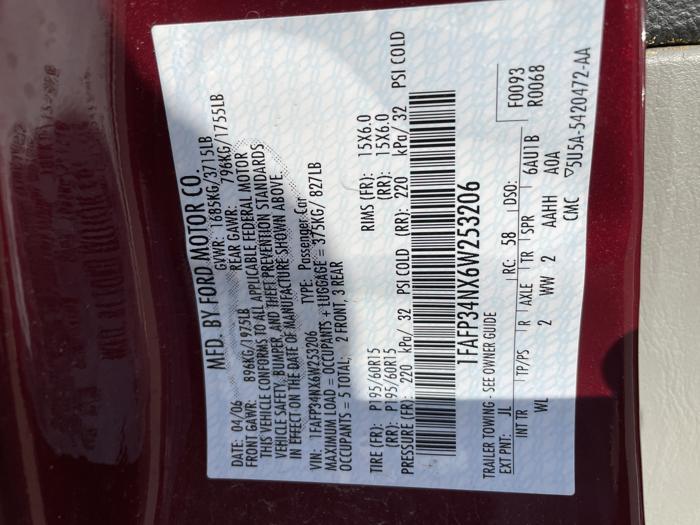 MFD. BY FORD MOTOR CO.
DATE: 04/06 GVWR: 1685KG/3715LB
FRONT GAWR: 896KG/1975LB REAR GAWR: 796KG/1755LB
THIS VEHICLE CONFORMS TO ALL APPLICABLE FEDERAL MOTOR
VEHICLE SAFETY, BUMPER, AND THEFT PREVENTION STANDARDS
IN EFFECT ON THE DATE OF MANUFACTURE SHOWN ABOVE.
VIN: 1FAFP34NX6W253206 TYPE: Passenger Car
MAXIMUM LOAD = OCCUPANTS + LUGGAGE = 375KG/ 827LB
OCCUPANTS = 5 TOTAL; 2 FRONT, 3 REAR
TIRE (FR): P195/60R15 RIMS (FR): 15X6.0
(RR): P195/60R15 (RR): 15X6.0
PRESSURE (FR): 220 kPa/ 32 PSI COLD (RR): 220 kPa/ 32 PSI COLD
1FAFP34NX6W253206
TRAILER TOWING - SEE OWNER GUIDE F0093
EXT PNT: JL RC: 58 DSO: R0068
INT TR TP/PS R AXLE TR SPR 6AU1B
WL 2 WW 2 AAHH AOA
CMC ▽5U5A-5420472-AA